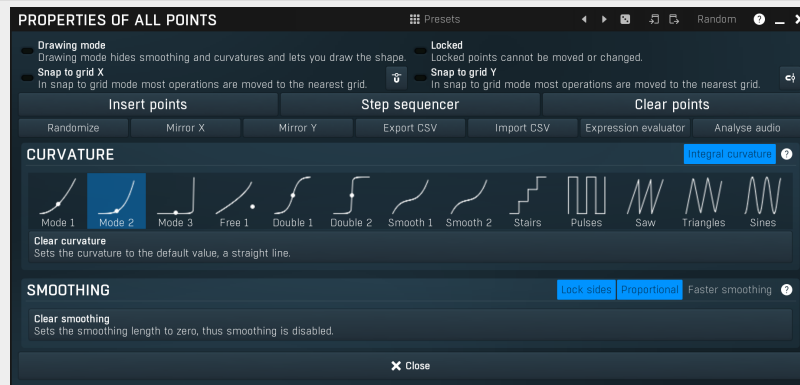 PROPERTIES OF ALL POINTS Presets Random ?
Drawing mode
Drawing mode hides smoothing and curvatures and lets you draw the shape.
Locked
Locked points cannot be moved or changed.
Snap to grid X
In snap to grid mode most operations are moved to the nearest grid.
Snap to grid Y
In snap to grid mode most operations are moved to the nearest grid.
Insert points Step sequencer Clear points
Randomize Mirror X Mirror Y Export CSV Import CSV Expression evaluator Analyse audio
CURVATURE Integral curvature ?
Mode 1 Mode 2 Mode 3 Free 1 Double 1 Double 2 Smooth 1 Smooth 2 Stairs Pulses Saw Triangles Sines
Clear curvature
Sets the curvature to the default value, a straight line.
SMOOTHING Lock sides Proportional Faster smoothing ?
Clear smoothing
Sets the smoothing length to zero, thus smoothing is disabled.
Close